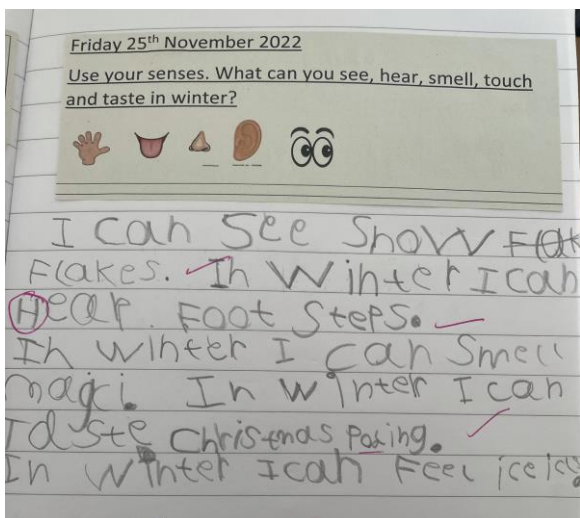 Friday 25th November 2022
Use your senses. What can you see, hear, smell, touch
and taste in winter?
I can See Snow
Flakes. In Winter I can
Hear. Foot Steps.
In winter I can Smell
magci. In winter I can
Taste Christmas Poding.
In Winter I can Feel ice